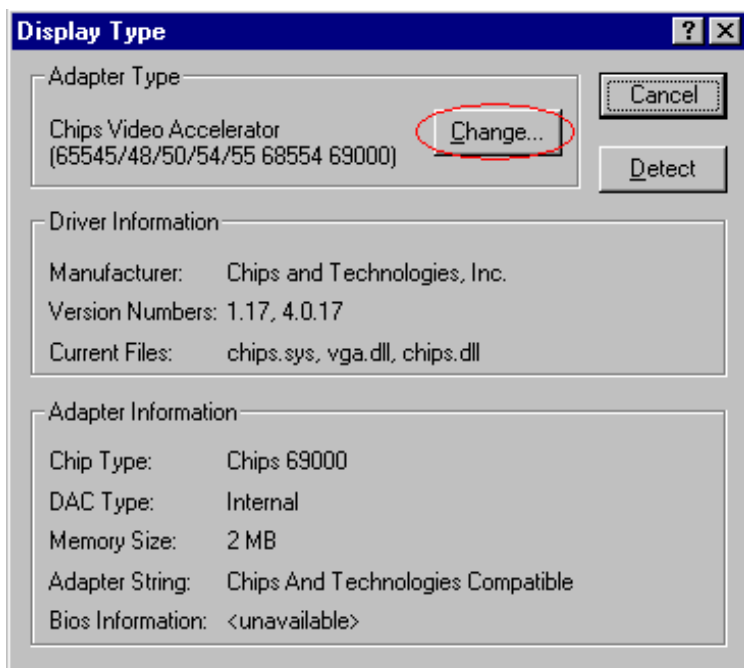 Display Type
Adapter Type
Chips Video Accelerator
(65545/48/50/54/55 68554 69000)
Change...
Cancel
Detect
Driver Information
Manufacturer: Chips and Technologies, Inc.
Version Numbers: 1.17, 4.0.17
Current Files: chips.sys, vga.dll, chips.dll
Adapter Information
Chip Type: Chips 69000
DAC Type: Internal
Memory Size: 2 MB
Adapter String: Chips And Technologies Compatible
Bios Information: <unavailable>